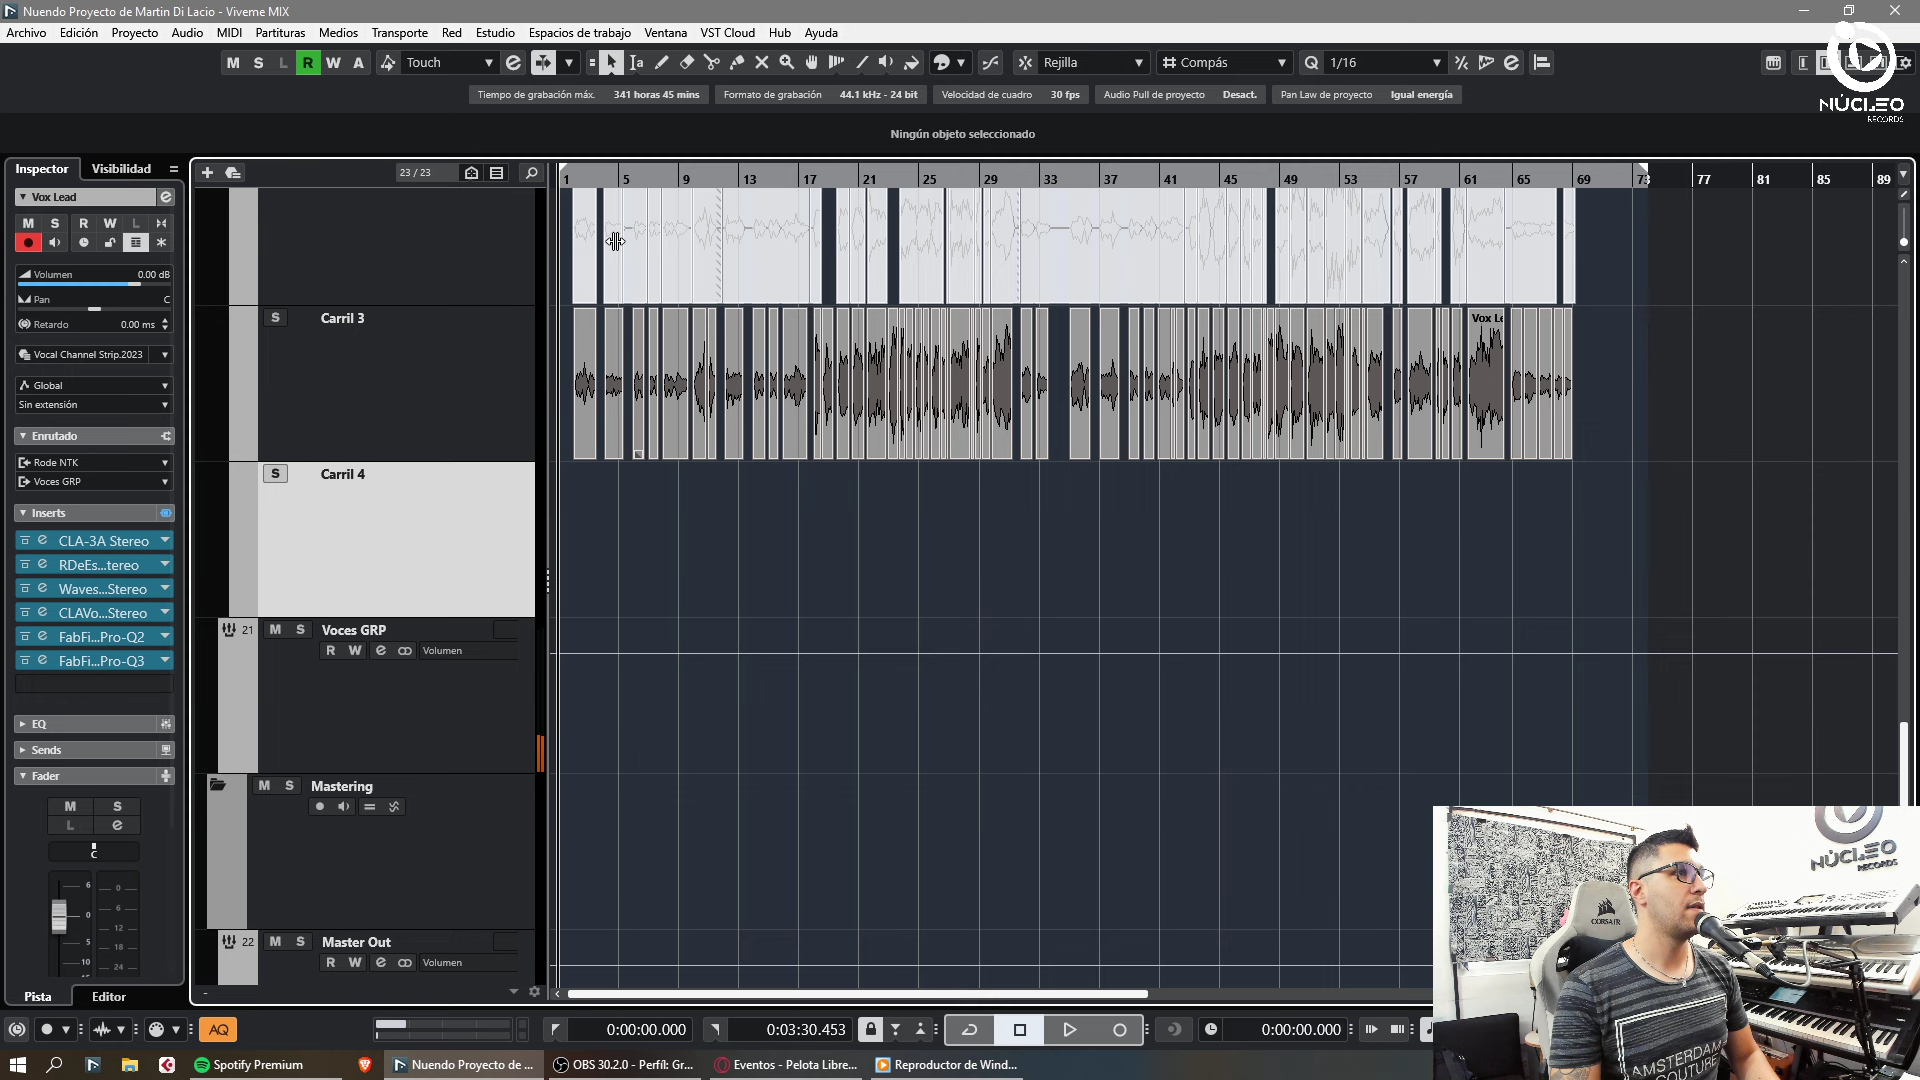 Nuendo Proyecto de Martin Di Lacio - Viveme MIX
Archivo Edición Proyecto Audio MIDI Partituras Medios Transporte Red Estudio Espacios de trabajo Ventana VST Cloud Hub Ayuda
M S L R W A Touch Rejilla Compás Q 1/16
NÚCLEO
RECORDS
Tiempo de grabación máx. 341 horas 45 mins Formato de grabación 44.1 kHz - 24 bit Velocidad de cuadro 30 fps Audio Pull de proyecto Desact. Pan Law de proyecto Igual energía
Ningún objeto seleccionado
Inspector Visibilidad
23 / 23
1 5 9 13 17 21 25 29 33 37 41 45 49 53 57 61 65 69 73 77 81 85 89
Vox Lead
M S R W L
Volumen 0.00 dB
Pan C
Retardo 0.00 ms
Vocal Channel Strip.2023
Global
Sin extensión
Enrutado
Rode NTK
Voces GRP
Inserts
CLA-3A Stereo
RDeEs...tereo
Waves...Stereo
CLAVo...Stereo
FabFi...Pro-Q2
FabFi...Pro-Q3
EQ
Sends
Fader
M S
L e
C
6 0
0 6
12
5 18
10 24
Pista Editor
S Carril 3
Vox Le
S Carril 4
21 M S Voces GRP
R W Volumen
M S Mastering
22 M S Master Out
R W Volumen
NÚCLEO
RECORDS
CORSAIR
AMSTERDAM
COUTURE
AQ 0:00:00.000 0:03:30.453 0:00:00.000
Spotify Premium Nuendo Proyecto de ... OBS 30.2.0 - Perfíl: Gr... Eventos - Pelota Libre... Reproductor de Wind...